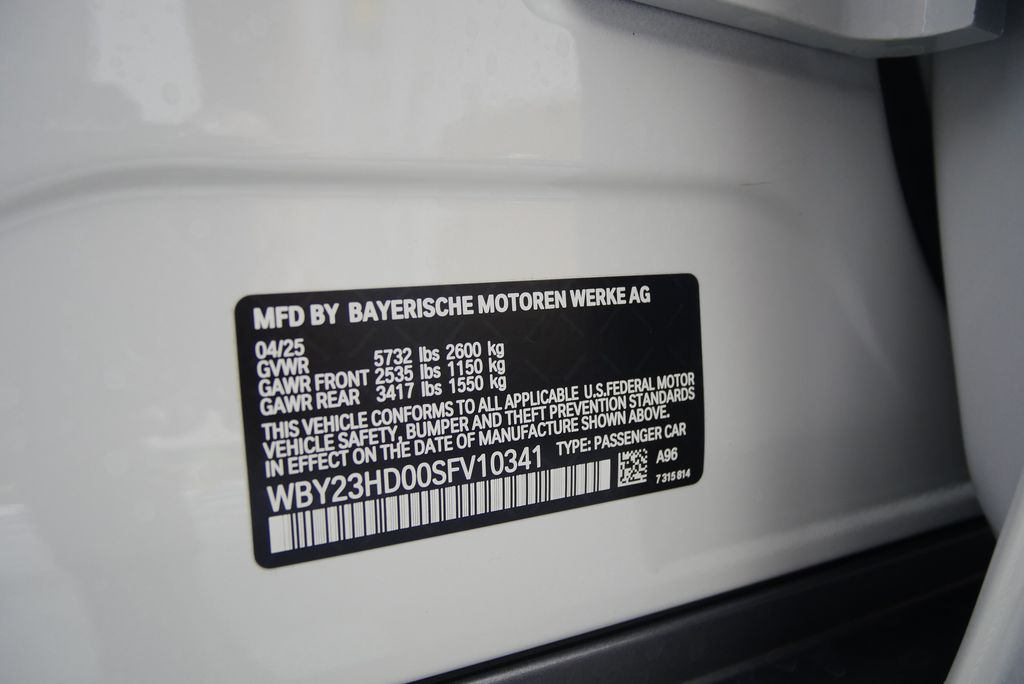 MFD BY BAYERISCHE MOTOREN WERKE AG
04/25
GVWR 5732 lbs 2600 kg
GAWR FRONT 2535 lbs 1150 kg
GAWR REAR 3417 lbs 1550 kg
THIS VEHICLE CONFORMS TO ALL APPLICABLE U.S.FEDERAL MOTOR
VEHICLE SAFETY, BUMPER AND THEFT PREVENTION STANDARDS
IN EFFECT ON THE DATE OF MANUFACTURE SHOWN ABOVE.
TYPE: PASSENGER CAR
WBY23HD00SFV10341
A96
7 315 814